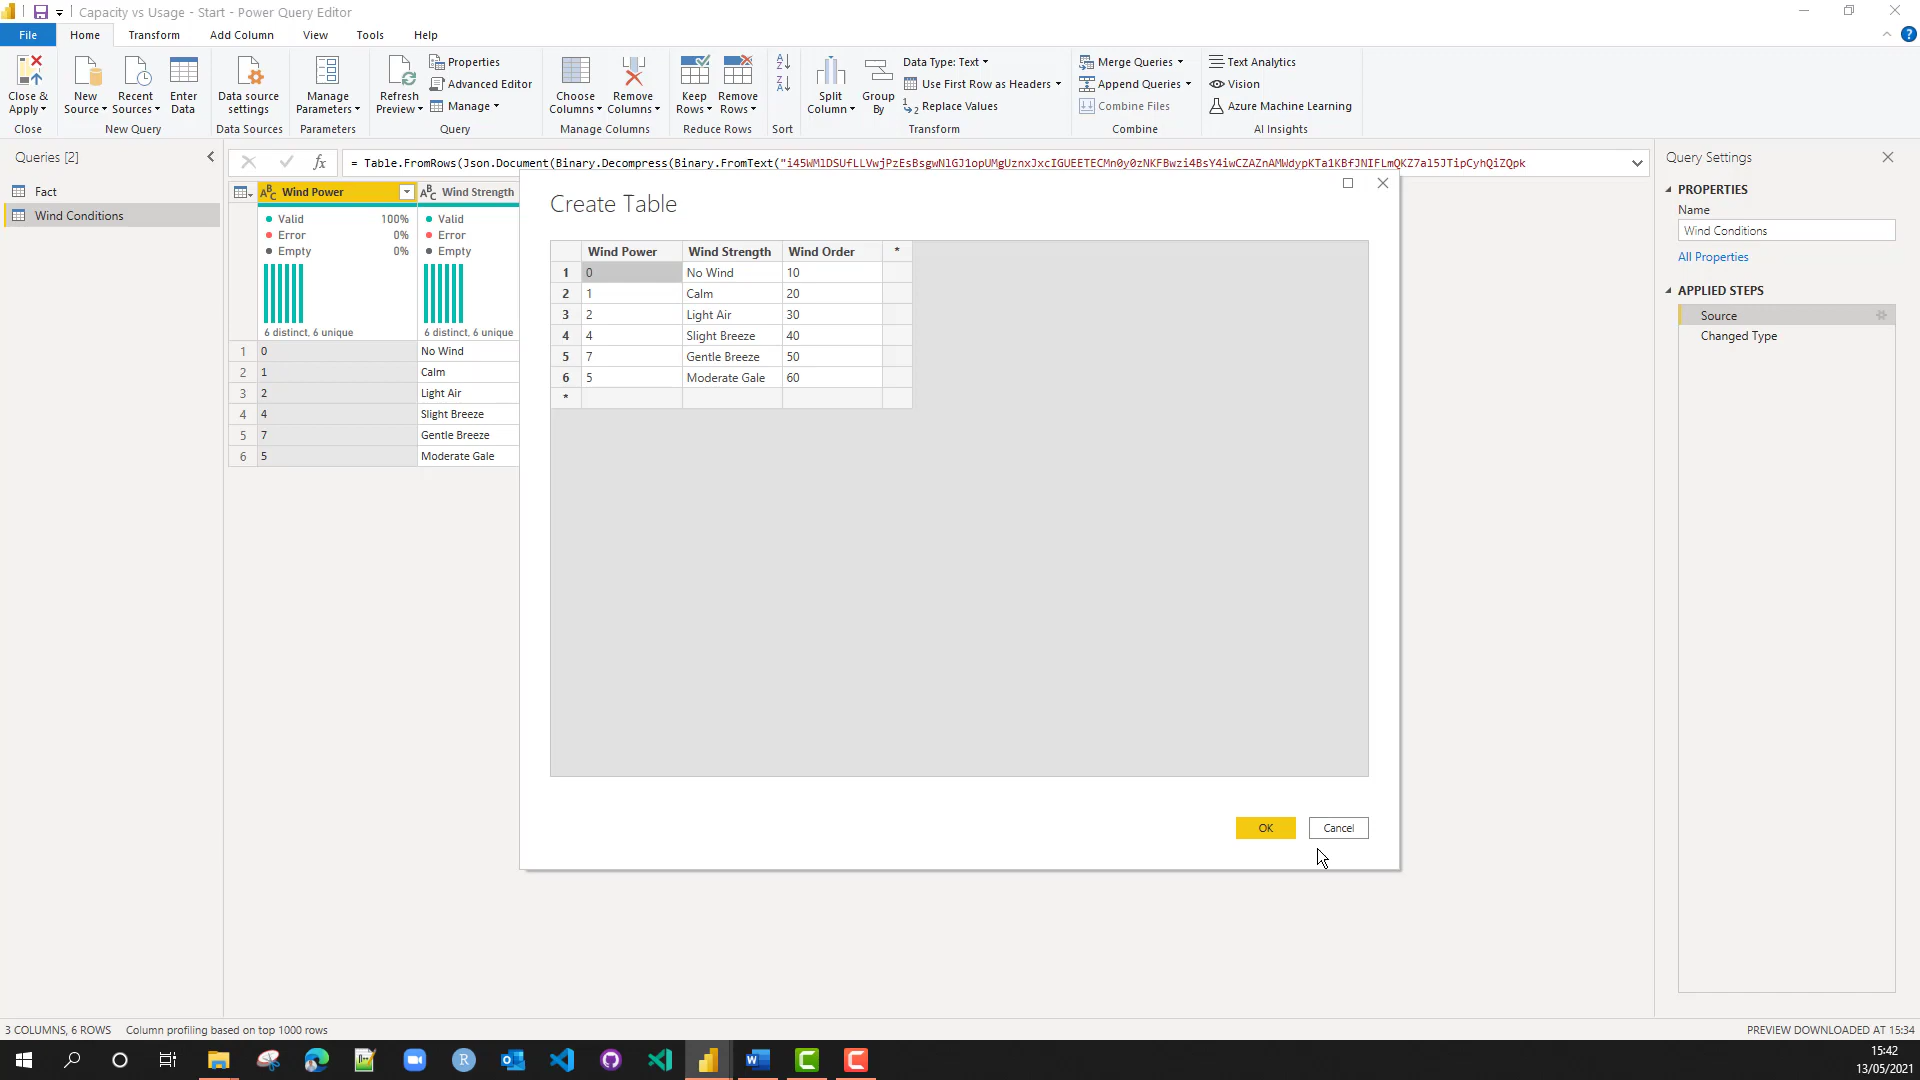 Capacity vs Usage - Start - Power Query Editor
File Home Transform Add Column View Tools Help
Close & Apply
New Source
Recent Sources
Enter Data
Data source settings
Manage Parameters
Refresh Preview
Properties
Advanced Editor
Manage
Choose Columns
Remove Columns
Keep Rows
Remove Rows
Split Column
Group By
Data Type: Text
Use First Row as Headers
Replace Values
Merge Queries
Append Queries
Combine Files
Text Analytics
Vision
Azure Machine Learning
Close New Query Data Sources Parameters Query Manage Columns Reduce Rows Sort Transform Combine AI Insights
Queries [2]
Fact
Wind Conditions
= Table.FromRows(Json.Document(Binary.Decompress(Binary.FromText("
Wind Power Wind Strength
Valid 100% Valid
Error 0% Error
Empty 0% Empty
6 distinct, 6 unique 6 distinct, 6 unique
1 0 No Wind
2 1 Calm
3 2 Light Air
4 4 Slight Breeze
5 7 Gentle Breeze
6 5 Moderate Gale
Create Table
Wind Power Wind Strength Wind Order *
1 0 No Wind 10
2 1 Calm 20
3 2 Light Air 30
4 4 Slight Breeze 40
5 7 Gentle Breeze 50
6 5 Moderate Gale 60
*
OK Cancel
Query Settings
PROPERTIES
Name
Wind Conditions
All Properties
APPLIED STEPS
Source
Changed Type
3 COLUMNS, 6 ROWS Column profiling based on top 1000 rows
PREVIEW DOWNLOADED AT 15:34
15:42
13/05/2021